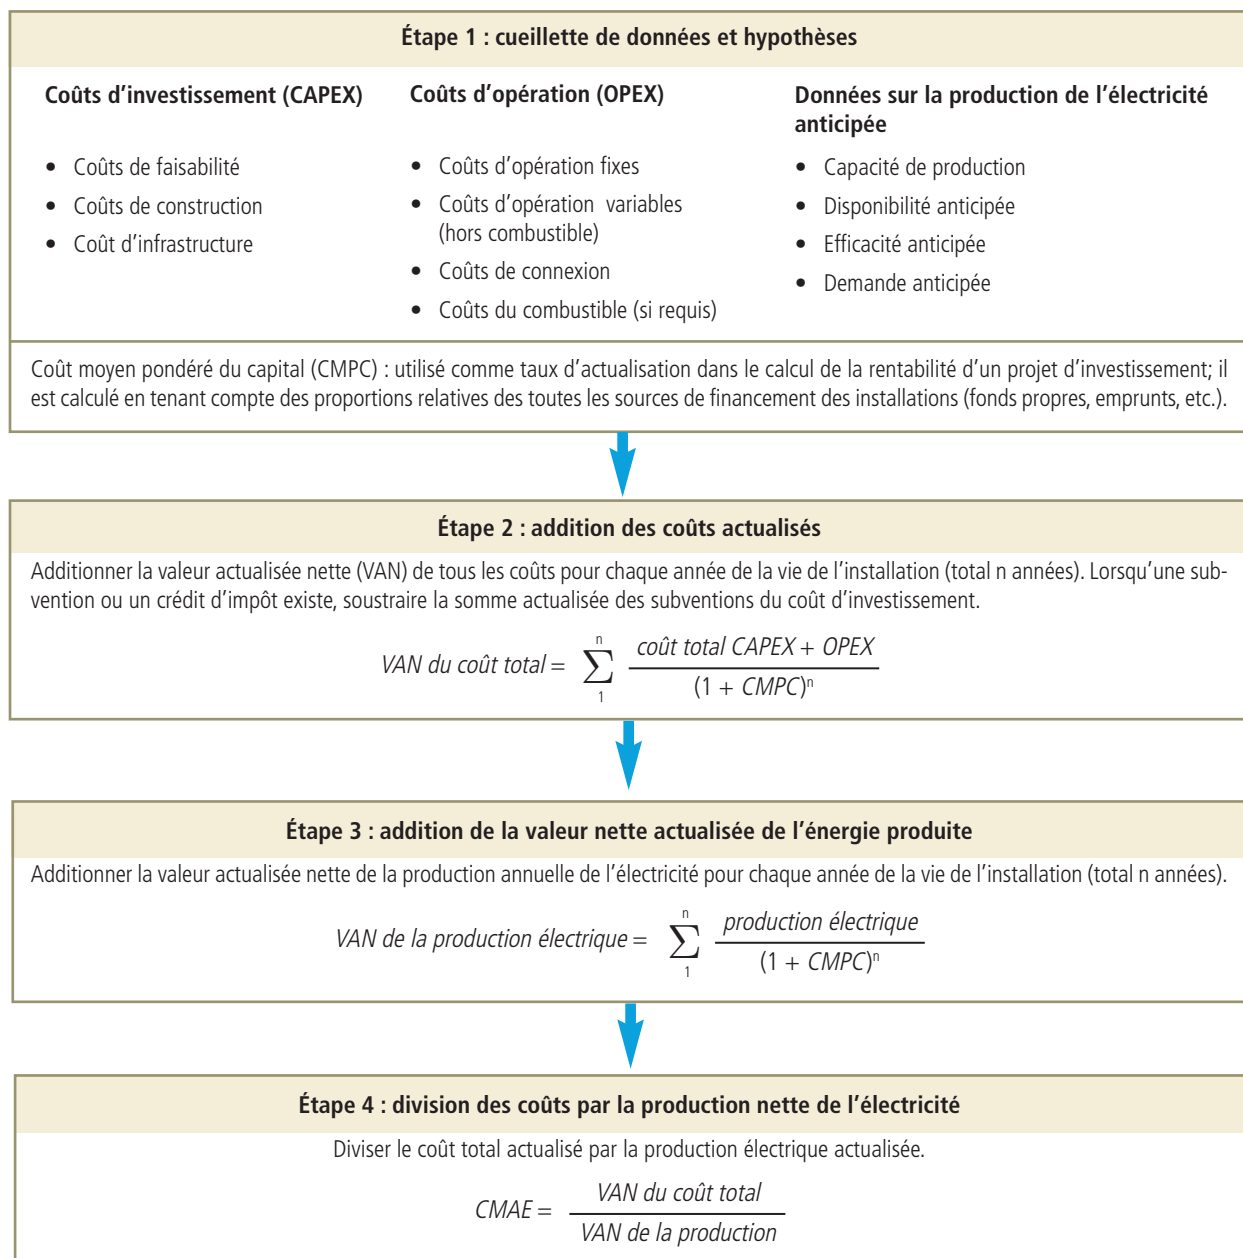 Étape 1 : cueillette de données et hypothèses
Coûts d’investissement (CAPEX)
• Coûts de faisabilité
• Coûts de construction
• Coût d’infrastructure
Coûts d’opération (OPEX)
• Coûts d’opération fixes
• Coûts d’opération variables
(hors combustible)
• Coûts de connexion
• Coûts du combustible (si requis)
Données sur la production de l’électricité
anticipée
• Capacité de production
• Disponibilité anticipée
• Efficacité anticipée
• Demande anticipée
Coût moyen pondéré du capital (CMPC) : utilisé comme taux d’actualisation dans le calcul de la rentabilité d’un projet d’investissement; il
est calculé en tenant compte des proportions relatives des toutes les sources de financement des installations (fonds propres, emprunts, etc.).
Étape 2 : addition des coûts actualisés
Additionner la valeur actualisée nette (VAN) de tous les coûts pour chaque année de la vie de l’installation (total n années). Lorsqu’une sub-
vention ou un crédit d’impôt existe, soustraire la somme actualisée des subventions du coût d’investissement.
n
VAN du coût total = ∑ coût total CAPEX + OPEX
1
(1 + CMPC)ⁿ
Étape 3 : addition de la valeur nette actualisée de l’énergie produite
Additionner la valeur actualisée nette de la production annuelle de l’électricité pour chaque année de la vie de l’installation (total n années).
n
VAN de la production électrique = ∑ production électrique
1
(1 + CMPC)ⁿ
Étape 4 : division des coûts par la production nette de l’électricité
Diviser le coût total actualisé par la production électrique actualisée.
CMAE = VAN du coût total
VAN de la production